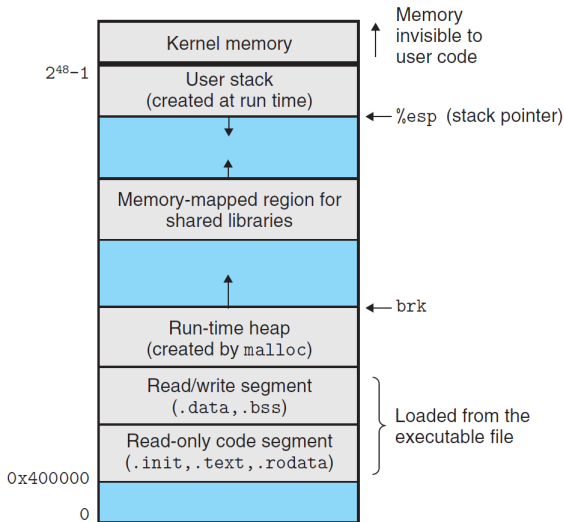 Kernel memory
Memory
invisible to
user code
2⁴⁸−1
User stack
(created at run time)
%esp (stack pointer)
Memory-mapped region for
shared libraries
brk
Run-time heap
(created by malloc)
Read/write segment
(.data,.bss)
Read-only code segment
(.init,.text,.rodata)
Loaded from the
executable file
0x400000
0